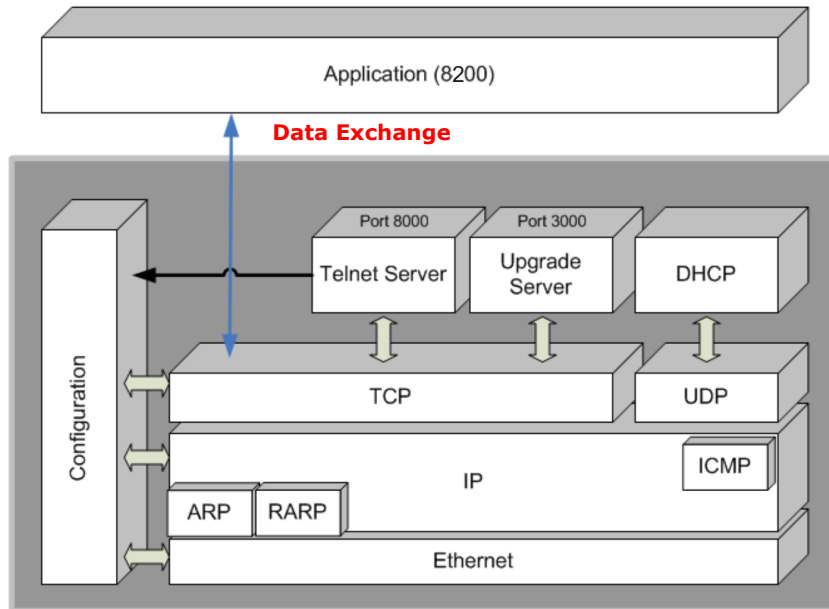 Application (8200)
Data Exchange
Port 8000
Port 3000
Telnet Server
Upgrade
Server
DHCP
Configuration
TCP
UDP
IP
ICMP
ARP
RARP
Ethernet